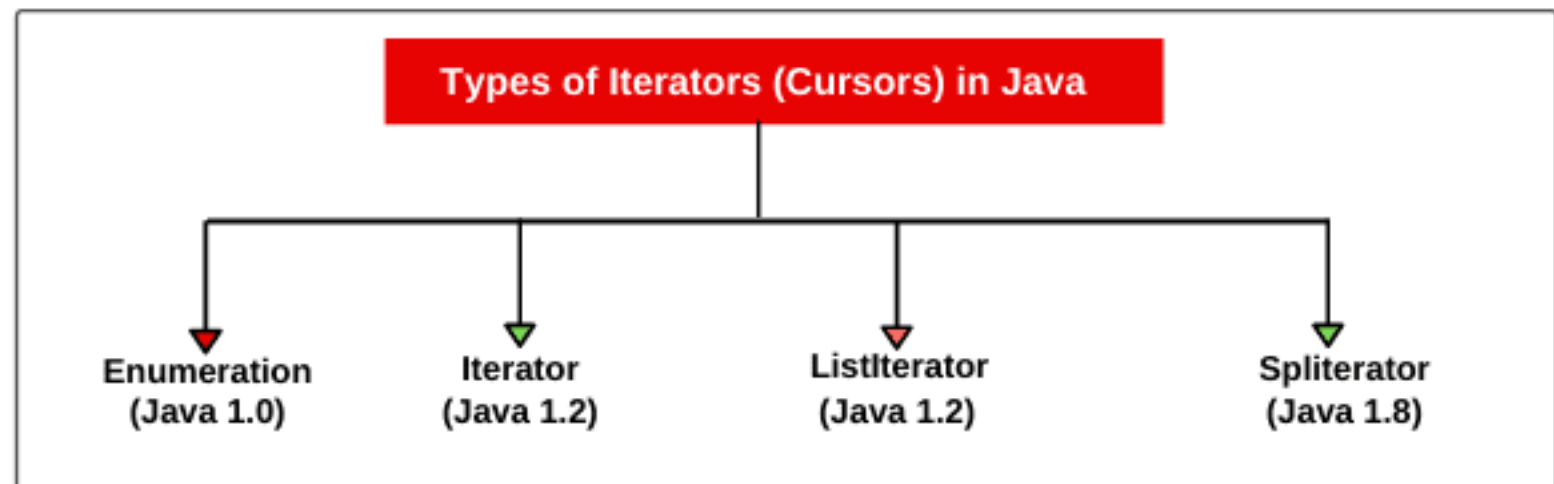 Types of Iterators (Cursors) in Java
Enumeration
(Java 1.0)
Iterator
(Java 1.2)
ListIterator
(Java 1.2)
Spliterator
(Java 1.8)